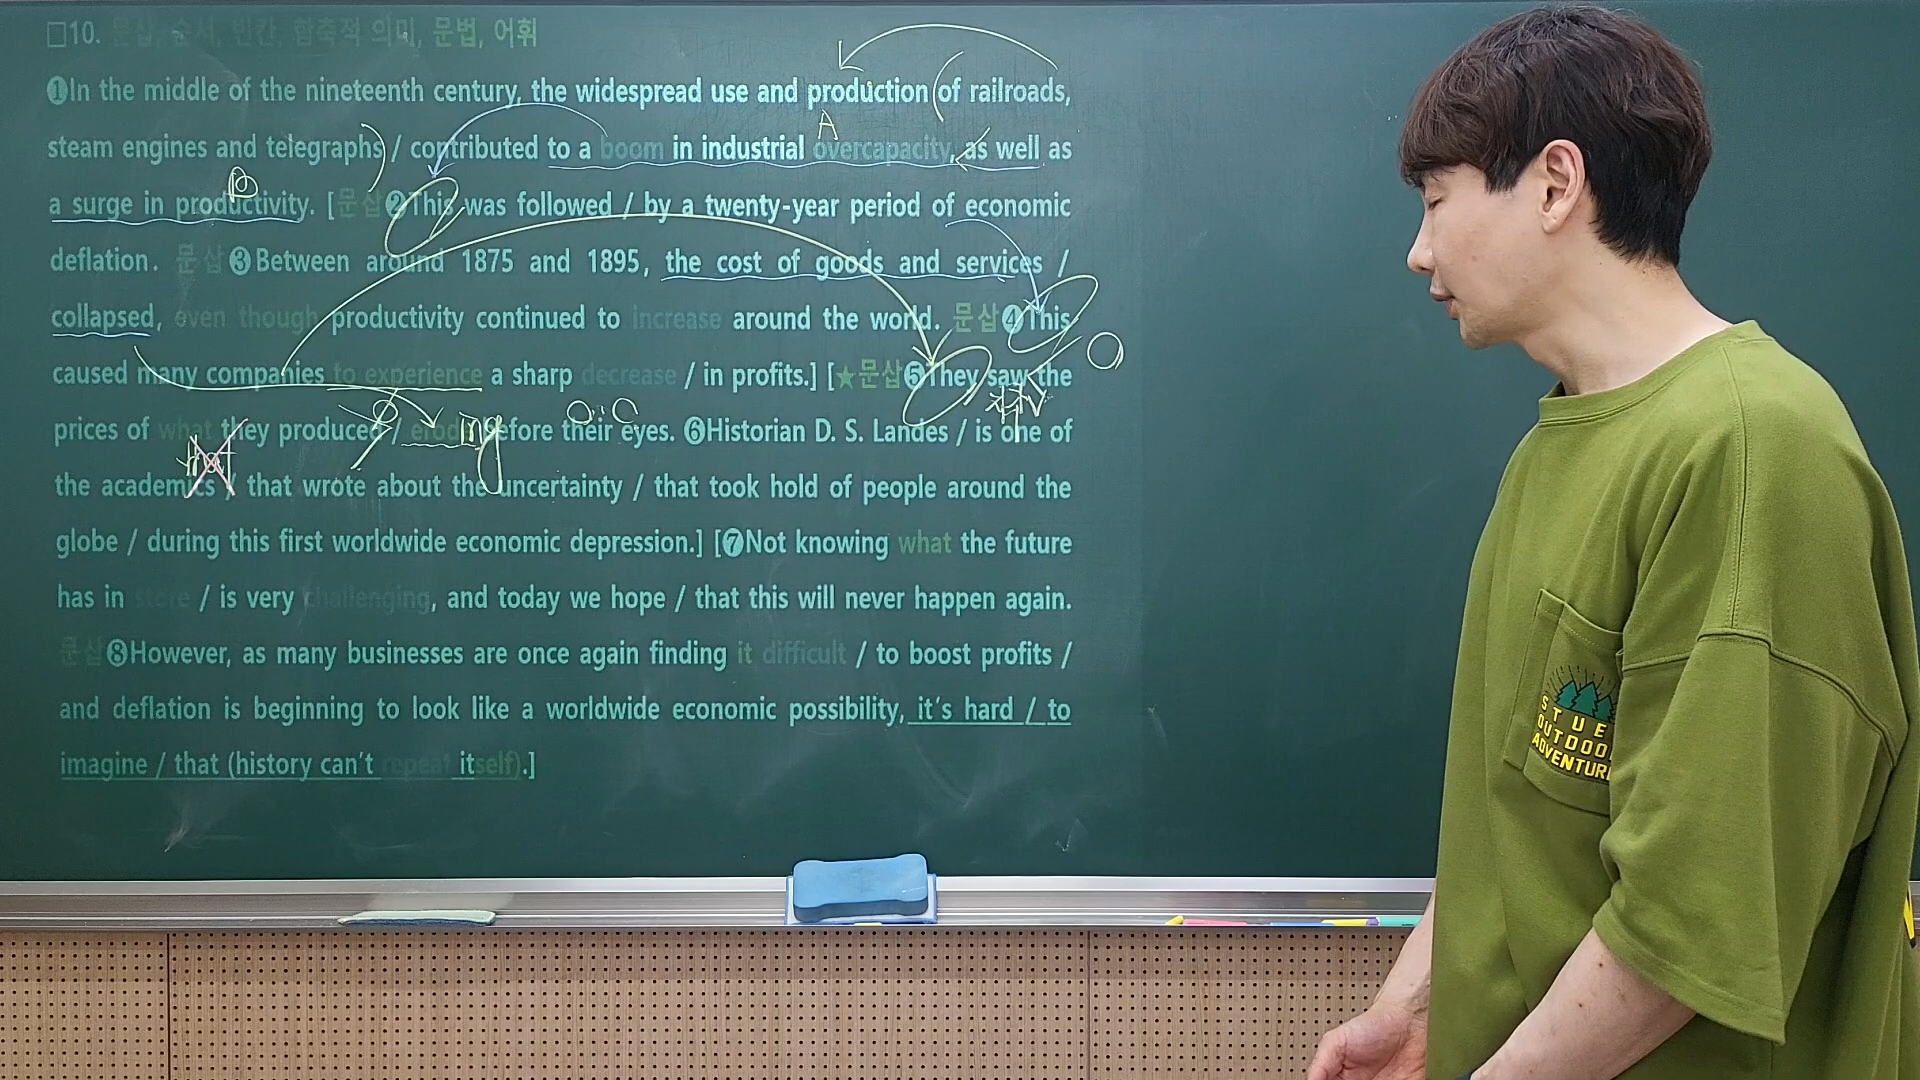 □10. 문삽, 순서, 빈칸, 함축적 의미, 문법, 어휘
❶In the middle of the nineteenth century, the widespread use and production of railroads,
A
steam engines and telegraphs / contributed to a boom in industrial overcapacity, as well as
B
a surge in productivity. [문삽❷This was followed / by a twenty-year period of economic
deflation. 문삽❸Between around 1875 and 1895, the cost of goods and services /
collapsed, even though productivity continued to increase around the world. 문삽❹This
caused many companies to experience a sharp decrease / in profits.] [★문삽❺They saw the
지각V
O
prices of what they produced / erode before their eyes. ❻Historian D. S. Landes / is one of
ing
O.C
that
the academics / that wrote about the uncertainty / that took hold of people around the
globe / during this first worldwide economic depression.] [❼Not knowing what the future
has in store / is very challenging, and today we hope / that this will never happen again.
문삽❽However, as many businesses are once again finding it difficult / to boost profits /
and deflation is beginning to look like a worldwide economic possibility, it's hard / to
imagine / that (history can't repeat itself).]
STUE
OUTDOO
ADVENTUR